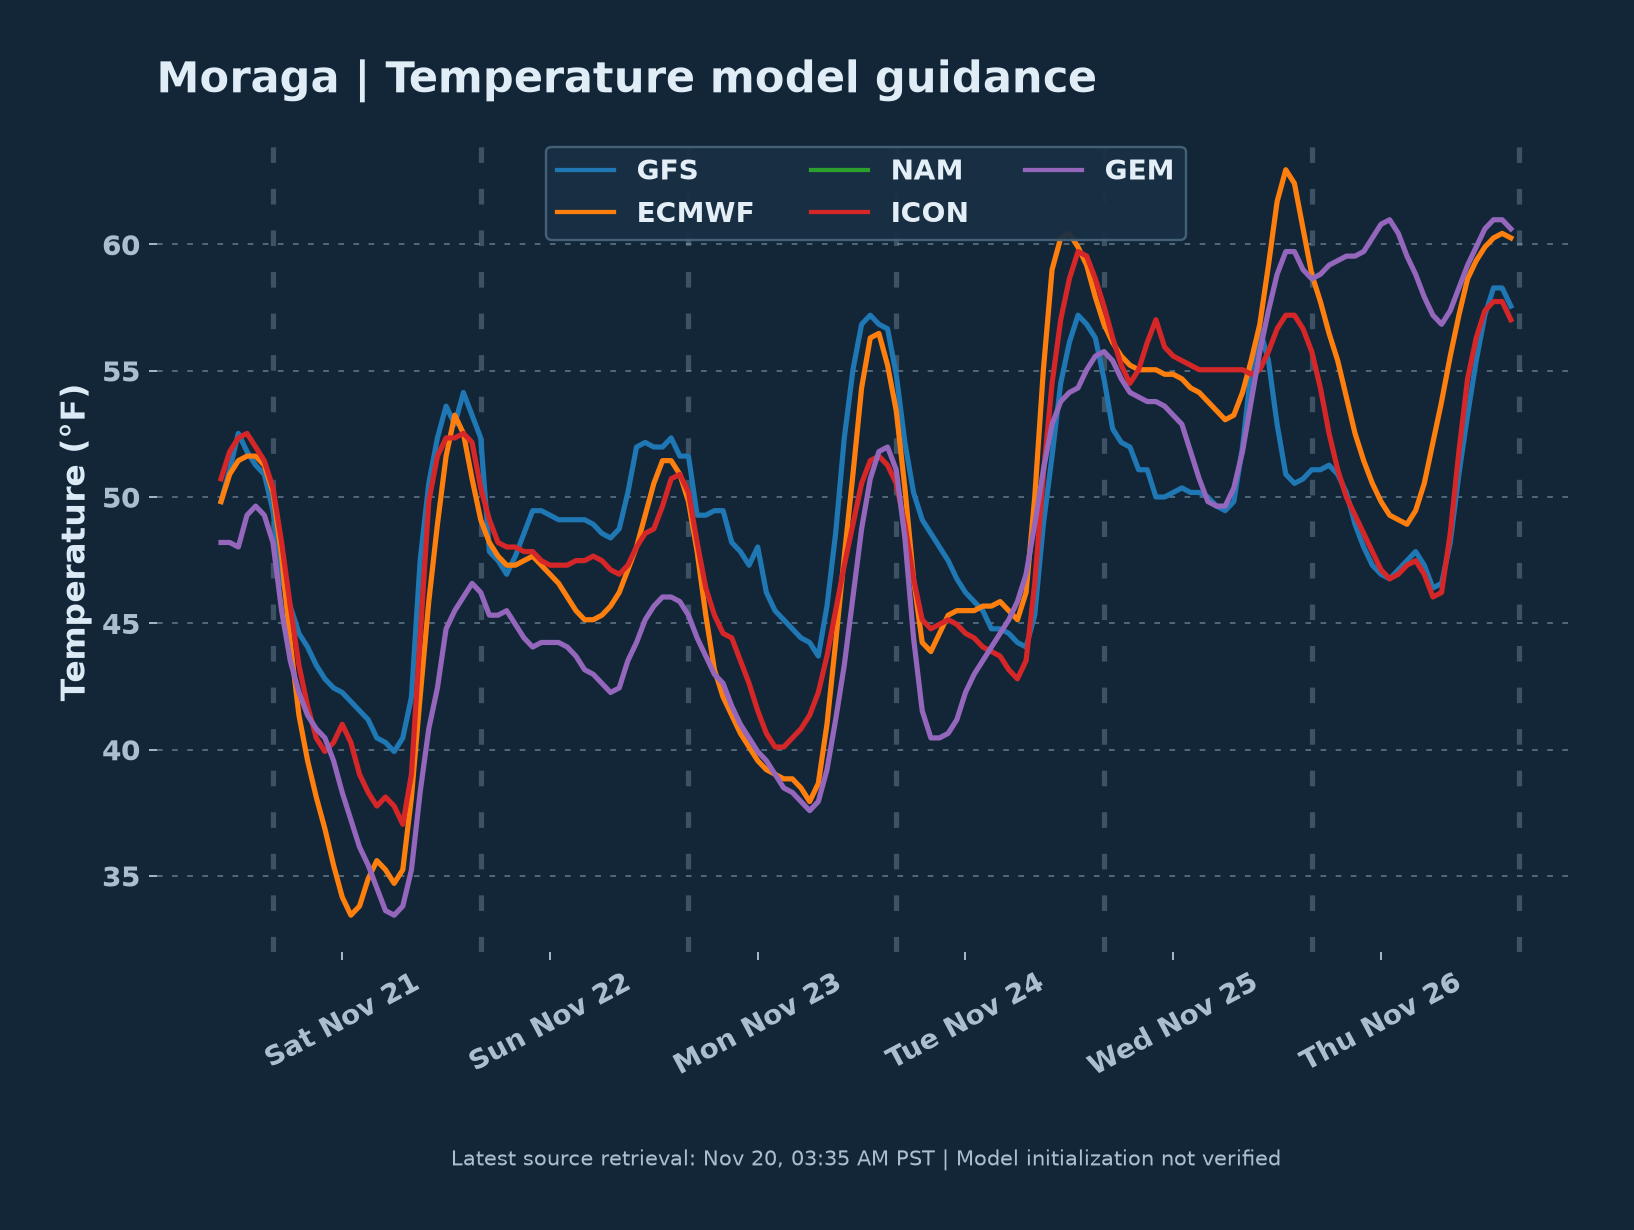 Moraga | Temperature model guidance
GFS NAM GEM
ECMWF ICON
Temperature (°F)
60
55
50
45
40
35
Sat Nov 21
Sun Nov 22
Mon Nov 23
Tue Nov 24
Wed Nov 25
Thu Nov 26
Latest source retrieval: Nov 20, 03:35 AM PST | Model initialization not verified